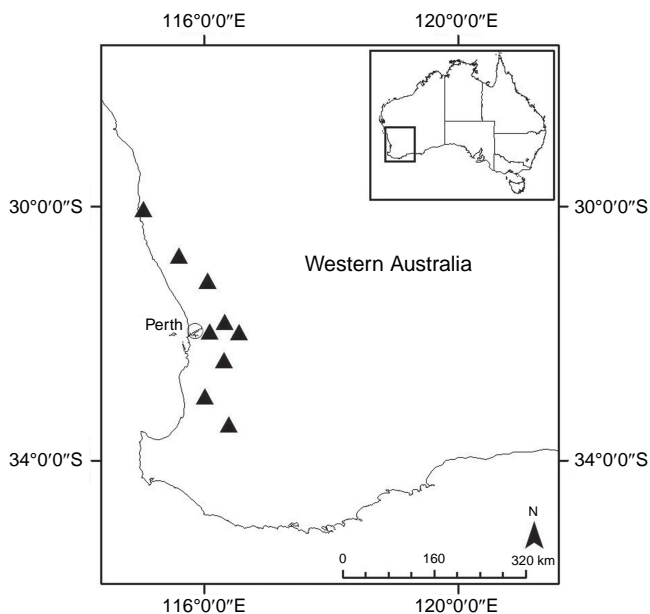 116°0′0″E 120°0′0″E
30°0′0″S 30°0′0″S
Western Australia
Perth
34°0′0″S 34°0′0″S
N
0 160 320 km
116°0′0″E 120°0′0″E